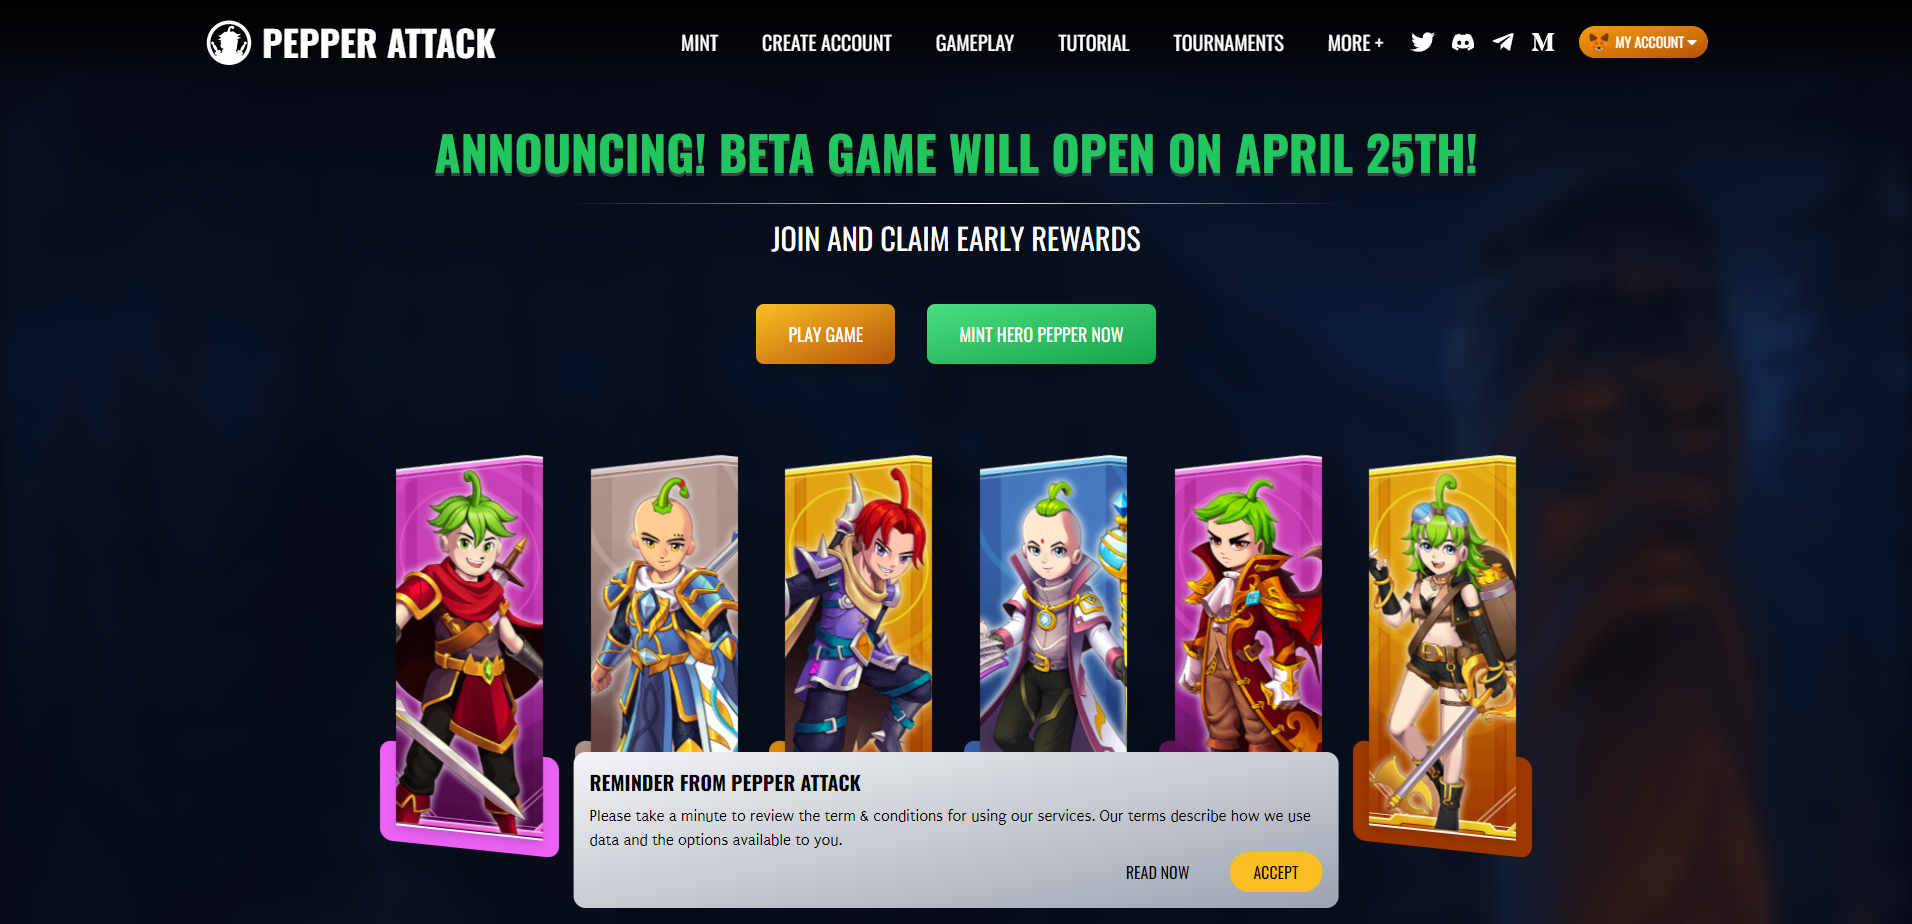 PEPPER ATTACK
MINT
CREATE ACCOUNT
GAMEPLAY
TUTORIAL
TOURNAMENTS
MORE +
M
MY ACCOUNT
ANNOUNCING! BETA GAME WILL OPEN ON APRIL 25TH!
JOIN AND CLAIM EARLY REWARDS
PLAY GAME
MINT HERO PEPPER NOW
REMINDER FROM PEPPER ATTACK
Please take a minute to review the term & conditions for using our services. Our terms describe how we use
data and the options available to you.
READ NOW
ACCEPT